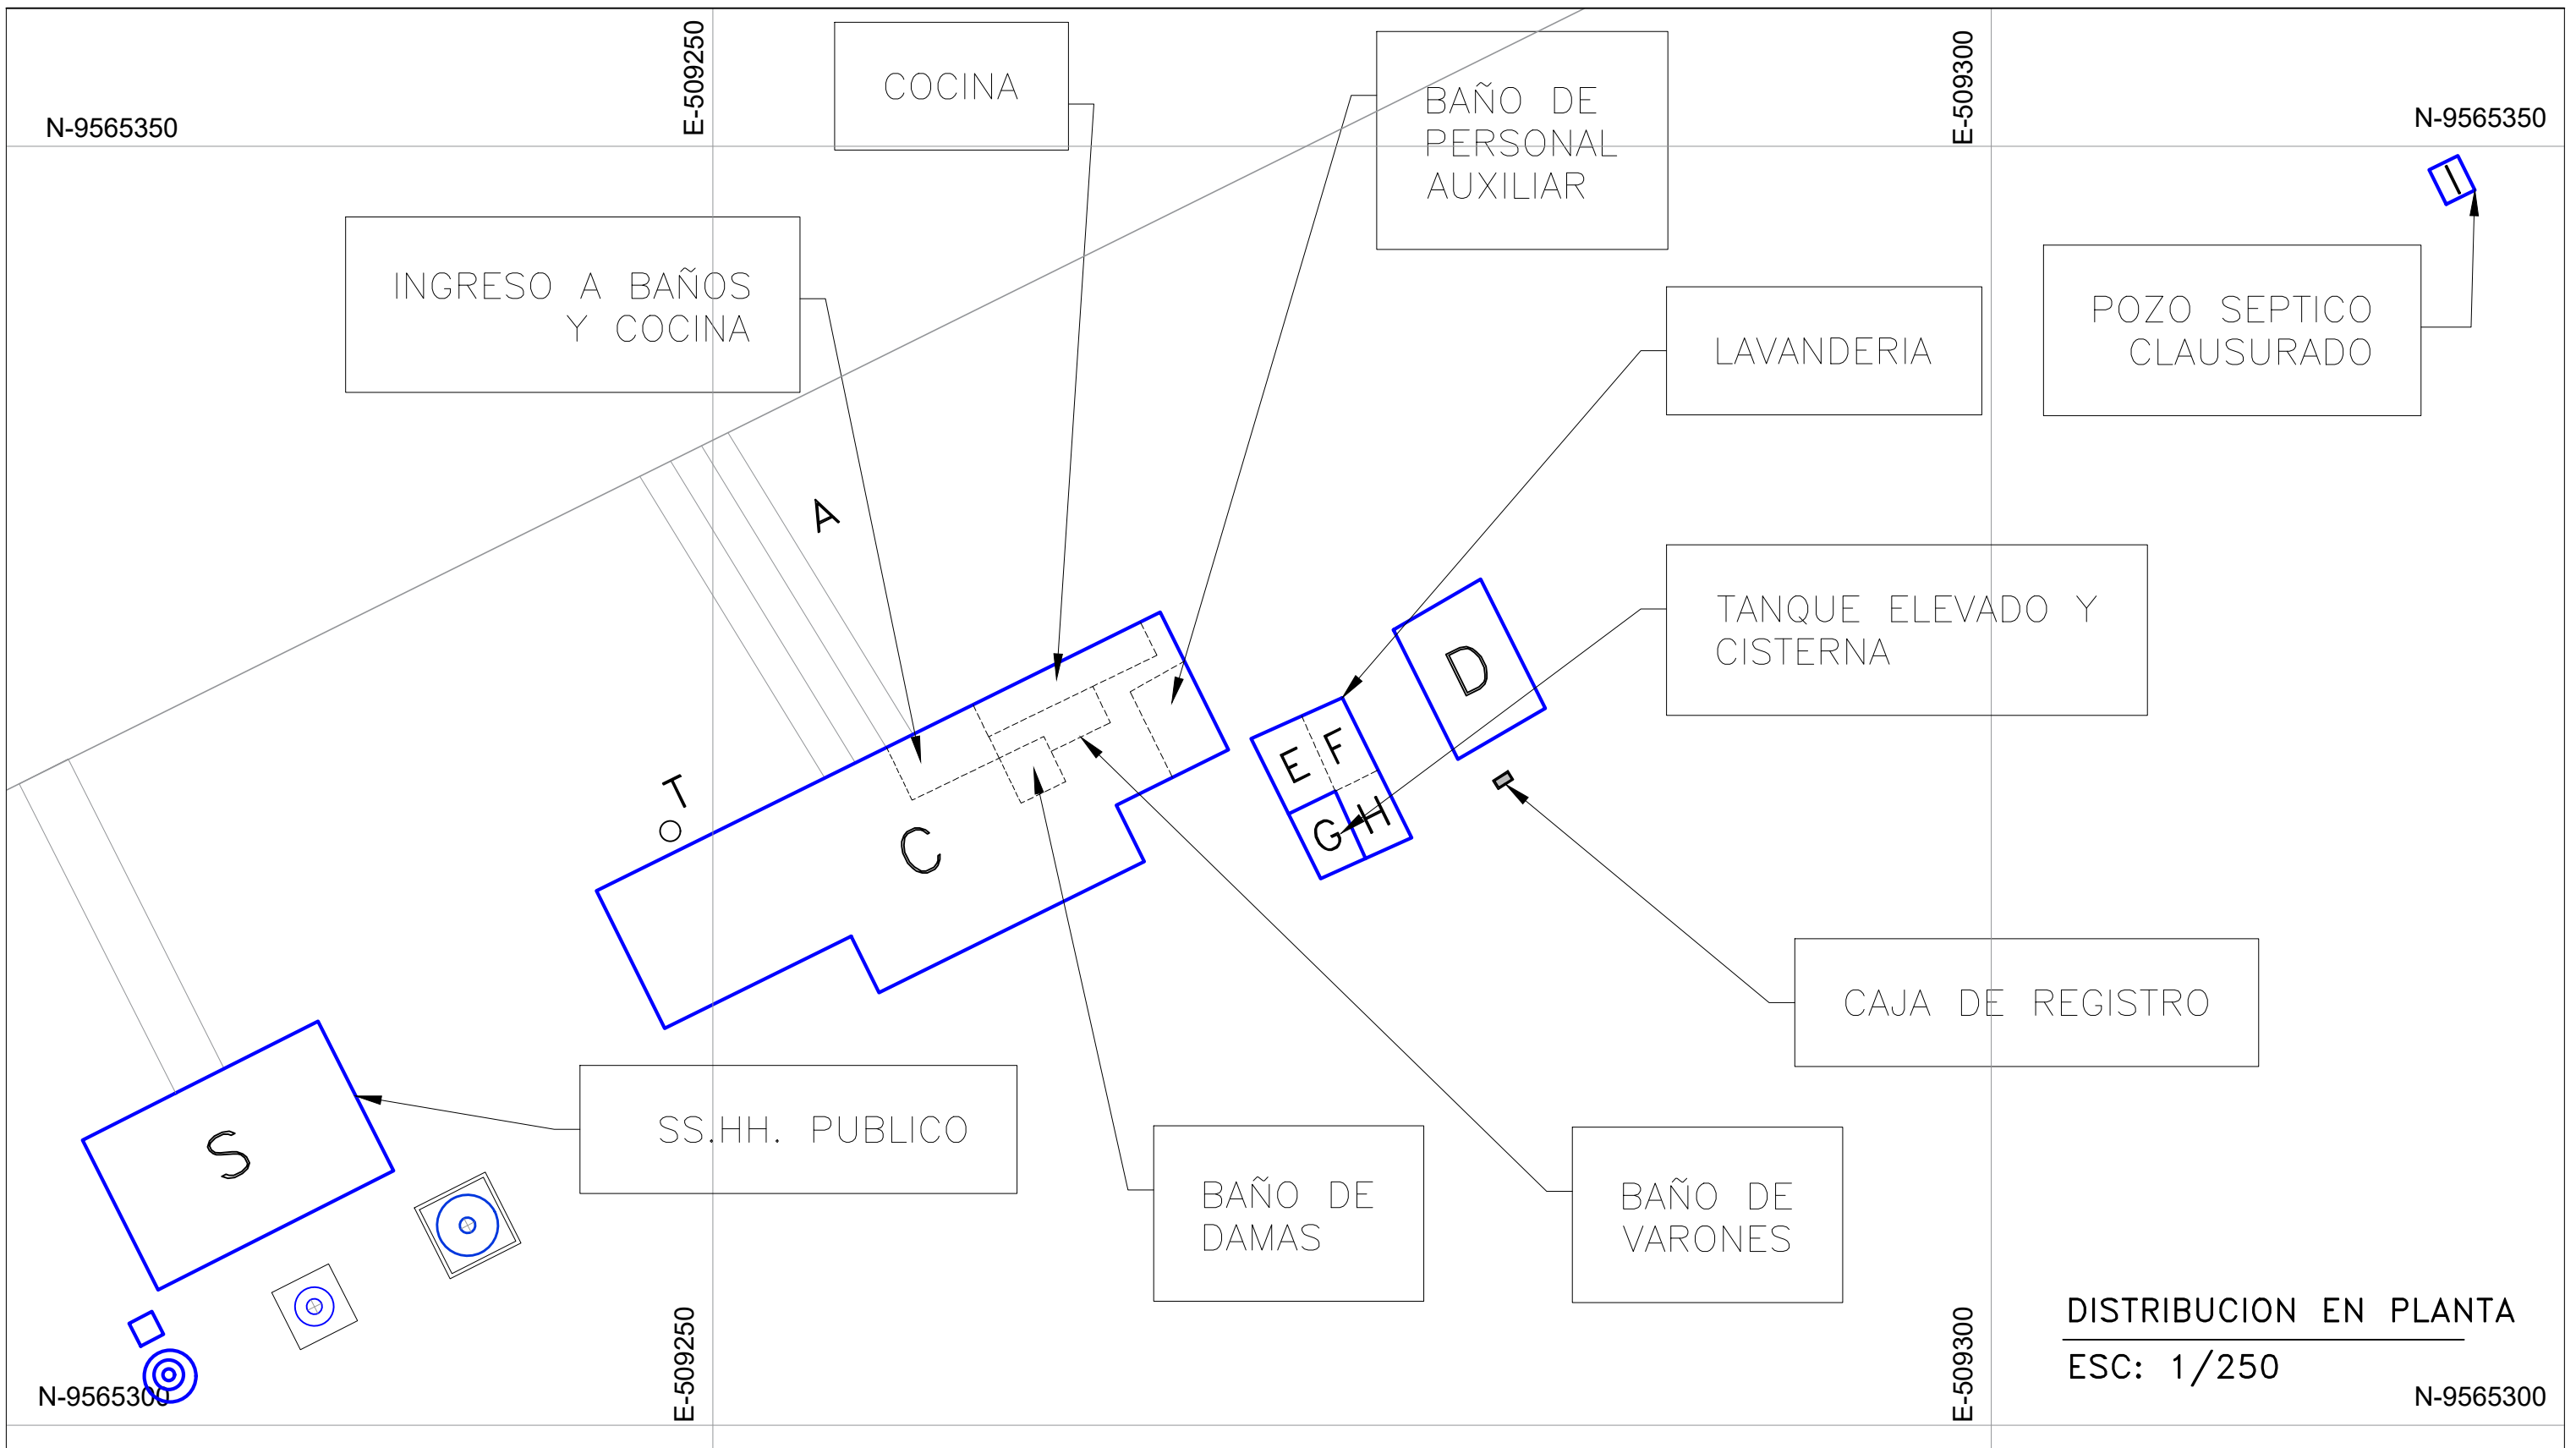 E-509250
COCINA
E-509300
N-9565350
N-9565350
BAÑO DE
PERSONAL
AUXILIAR
I
INGRESO A BAÑOS
Y COCINA
LAVANDERIA
POZO SEPTICO
CLAUSURADO
A
TANQUE ELEVADO Y
CISTERNA
D
E
F
T
C
G
H
CAJA DE REGISTRO
S
SS.HH. PUBLICO
BAÑO DE
DAMAS
BAÑO DE
VARONES
DISTRIBUCION EN PLANTA
ESC: 1/250
N-9565300
E-509250
E-509300
N-9565300